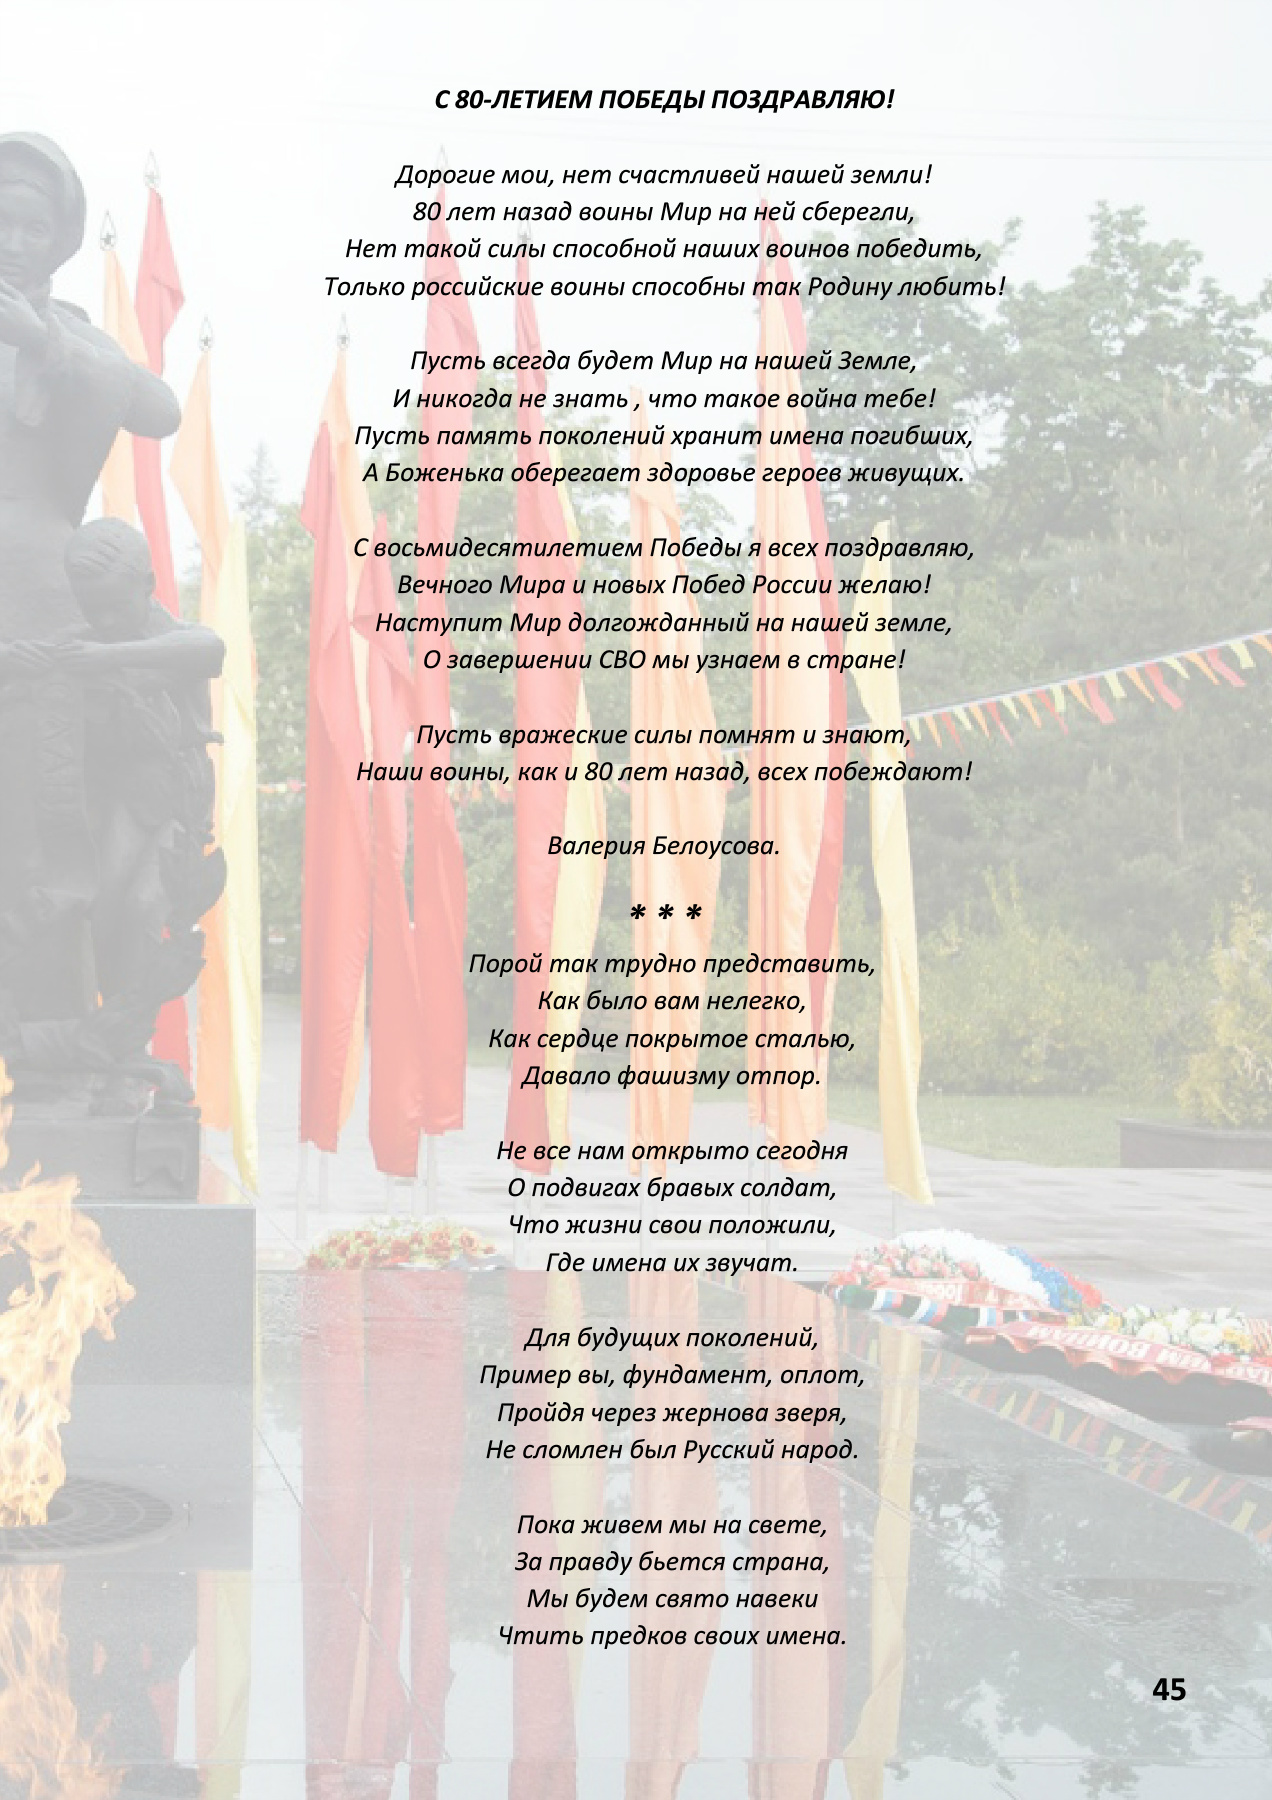 С 80-ЛЕТИЕМ ПОБЕДЫ ПОЗДРАВЛЯЮ!
Дорогие мои, нет счастливей нашей земли!
80 лет назад воины Мир на ней сберегли,
Нет такой силы способной наших воинов победить,
Только российские воины способны так Родину любить!
Пусть всегда будет Мир на нашей Земле,
И никогда не знать , что такое война тебе!
Пусть память поколений хранит имена погибших,
А Боженька оберегает здоровье героев живущих.
С восьмидесятилетием Победы я всех поздравляю,
Вечного Мира и новых Побед России желаю!
Наступит Мир долгожданный на нашей земле,
О завершении СВО мы узнаем в стране!
Пусть вражеские силы помнят и знают,
Наши воины, как и 80 лет назад, всех побеждают!
Валерия Белоусова.
* * *
Порой так трудно представить,
Как было вам нелегко,
Как сердце покрытое сталью,
Давало фашизму отпор.
Не все нам открыто сегодня
О подвигах бравых солдат,
Что жизни свои положили,
Где имена их звучат.
Для будущих поколений,
Пример вы, фундамент, оплот,
Пройдя через жернова зверя,
Не сломлен был Русский народ.
Пока живем мы на свете,
За правду бьется страна,
Мы будем свято навеки
Чтить предков своих имена.
45